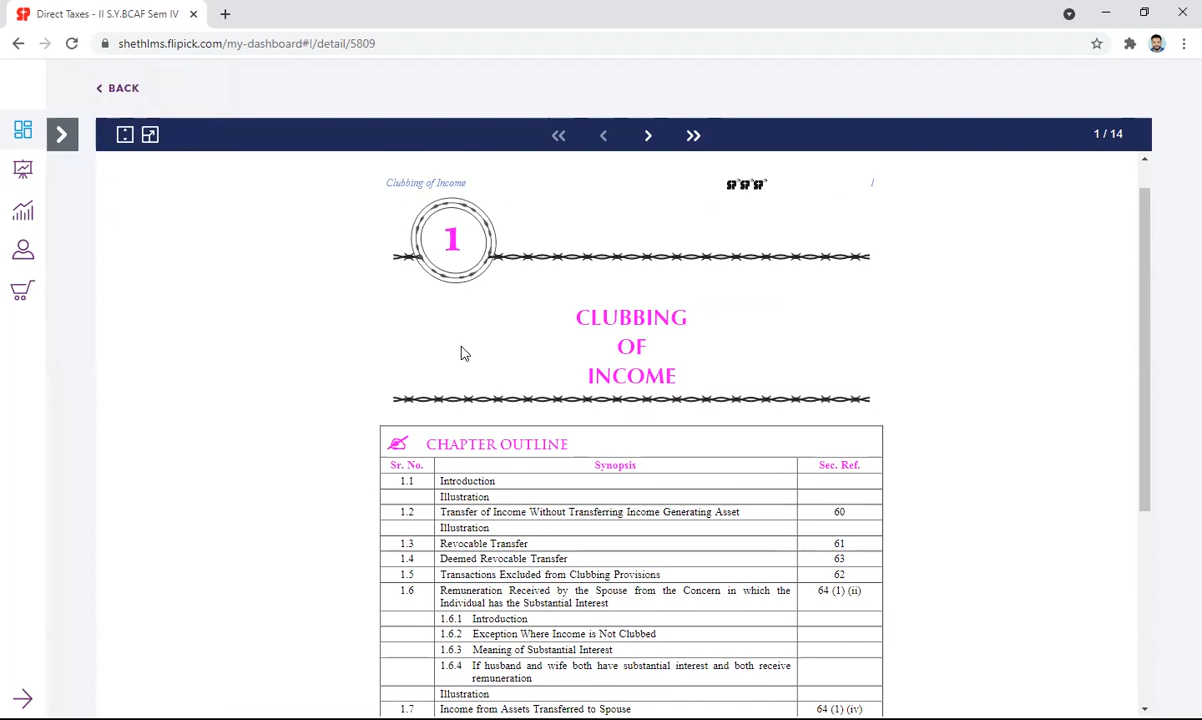 Direct Taxes - II S.Y.BCAF Sem IV
shethlms.flipick.com/my-dashboard#!/detail/5809
BACK
1 / 14
Clubbing of Income SP SP SP 1
1
CLUBBING
OF
INCOME
CHAPTER OUTLINE
Sr. No. Synopsis Sec. Ref.
1.1 Introduction
Illustration
1.2 Transfer of Income Without Transferring Income Generating Asset 60
Illustration
1.3 Revocable Transfer 61
1.4 Deemed Revocable Transfer 63
1.5 Transactions Excluded from Clubbing Provisions 62
1.6 Remuneration Received by the Spouse from the Concern in which the 64 (1) (ii)
Individual has the Substantial Interest
1.6.1 Introduction
1.6.2 Exception Where Income is Not Clubbed
1.6.3 Meaning of Substantial Interest
1.6.4 If husband and wife both have substantial interest and both receive
remuneration
Illustration
1.7 Income from Assets Transferred to Spouse 64 (1) (iv)